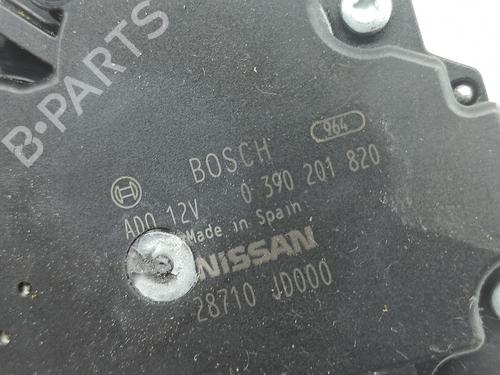 B-PARTS
964
BOSCH
ADO 12V 0 390 201 820
Made in Spain
NISSAN
28710 JD000